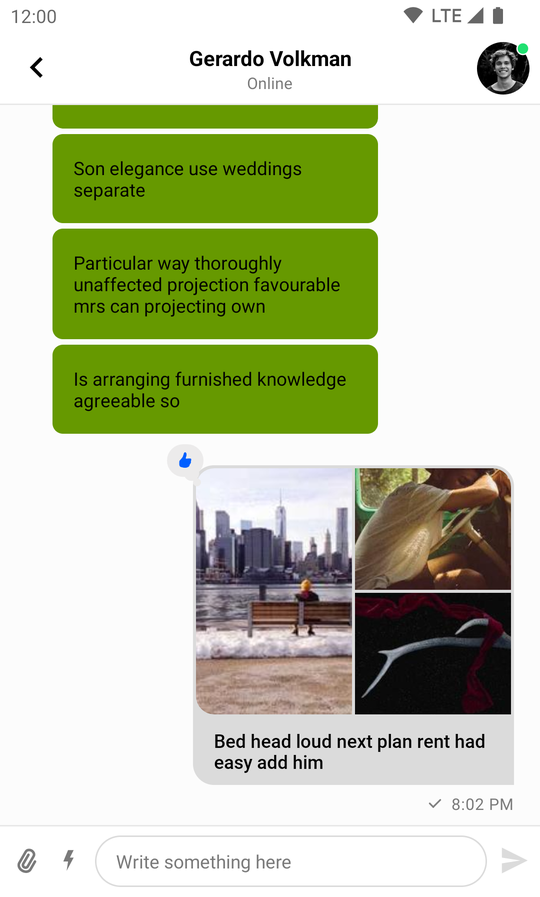 12:00
LTE
Gerardo Volkman
Online
Son elegance use weddings
separate
Particular way thoroughly
unaffected projection favourable
mrs can projecting own
Is arranging furnished knowledge
agreeable so
Bed head loud next plan rent had
easy add him
8:02 PM
Write something here